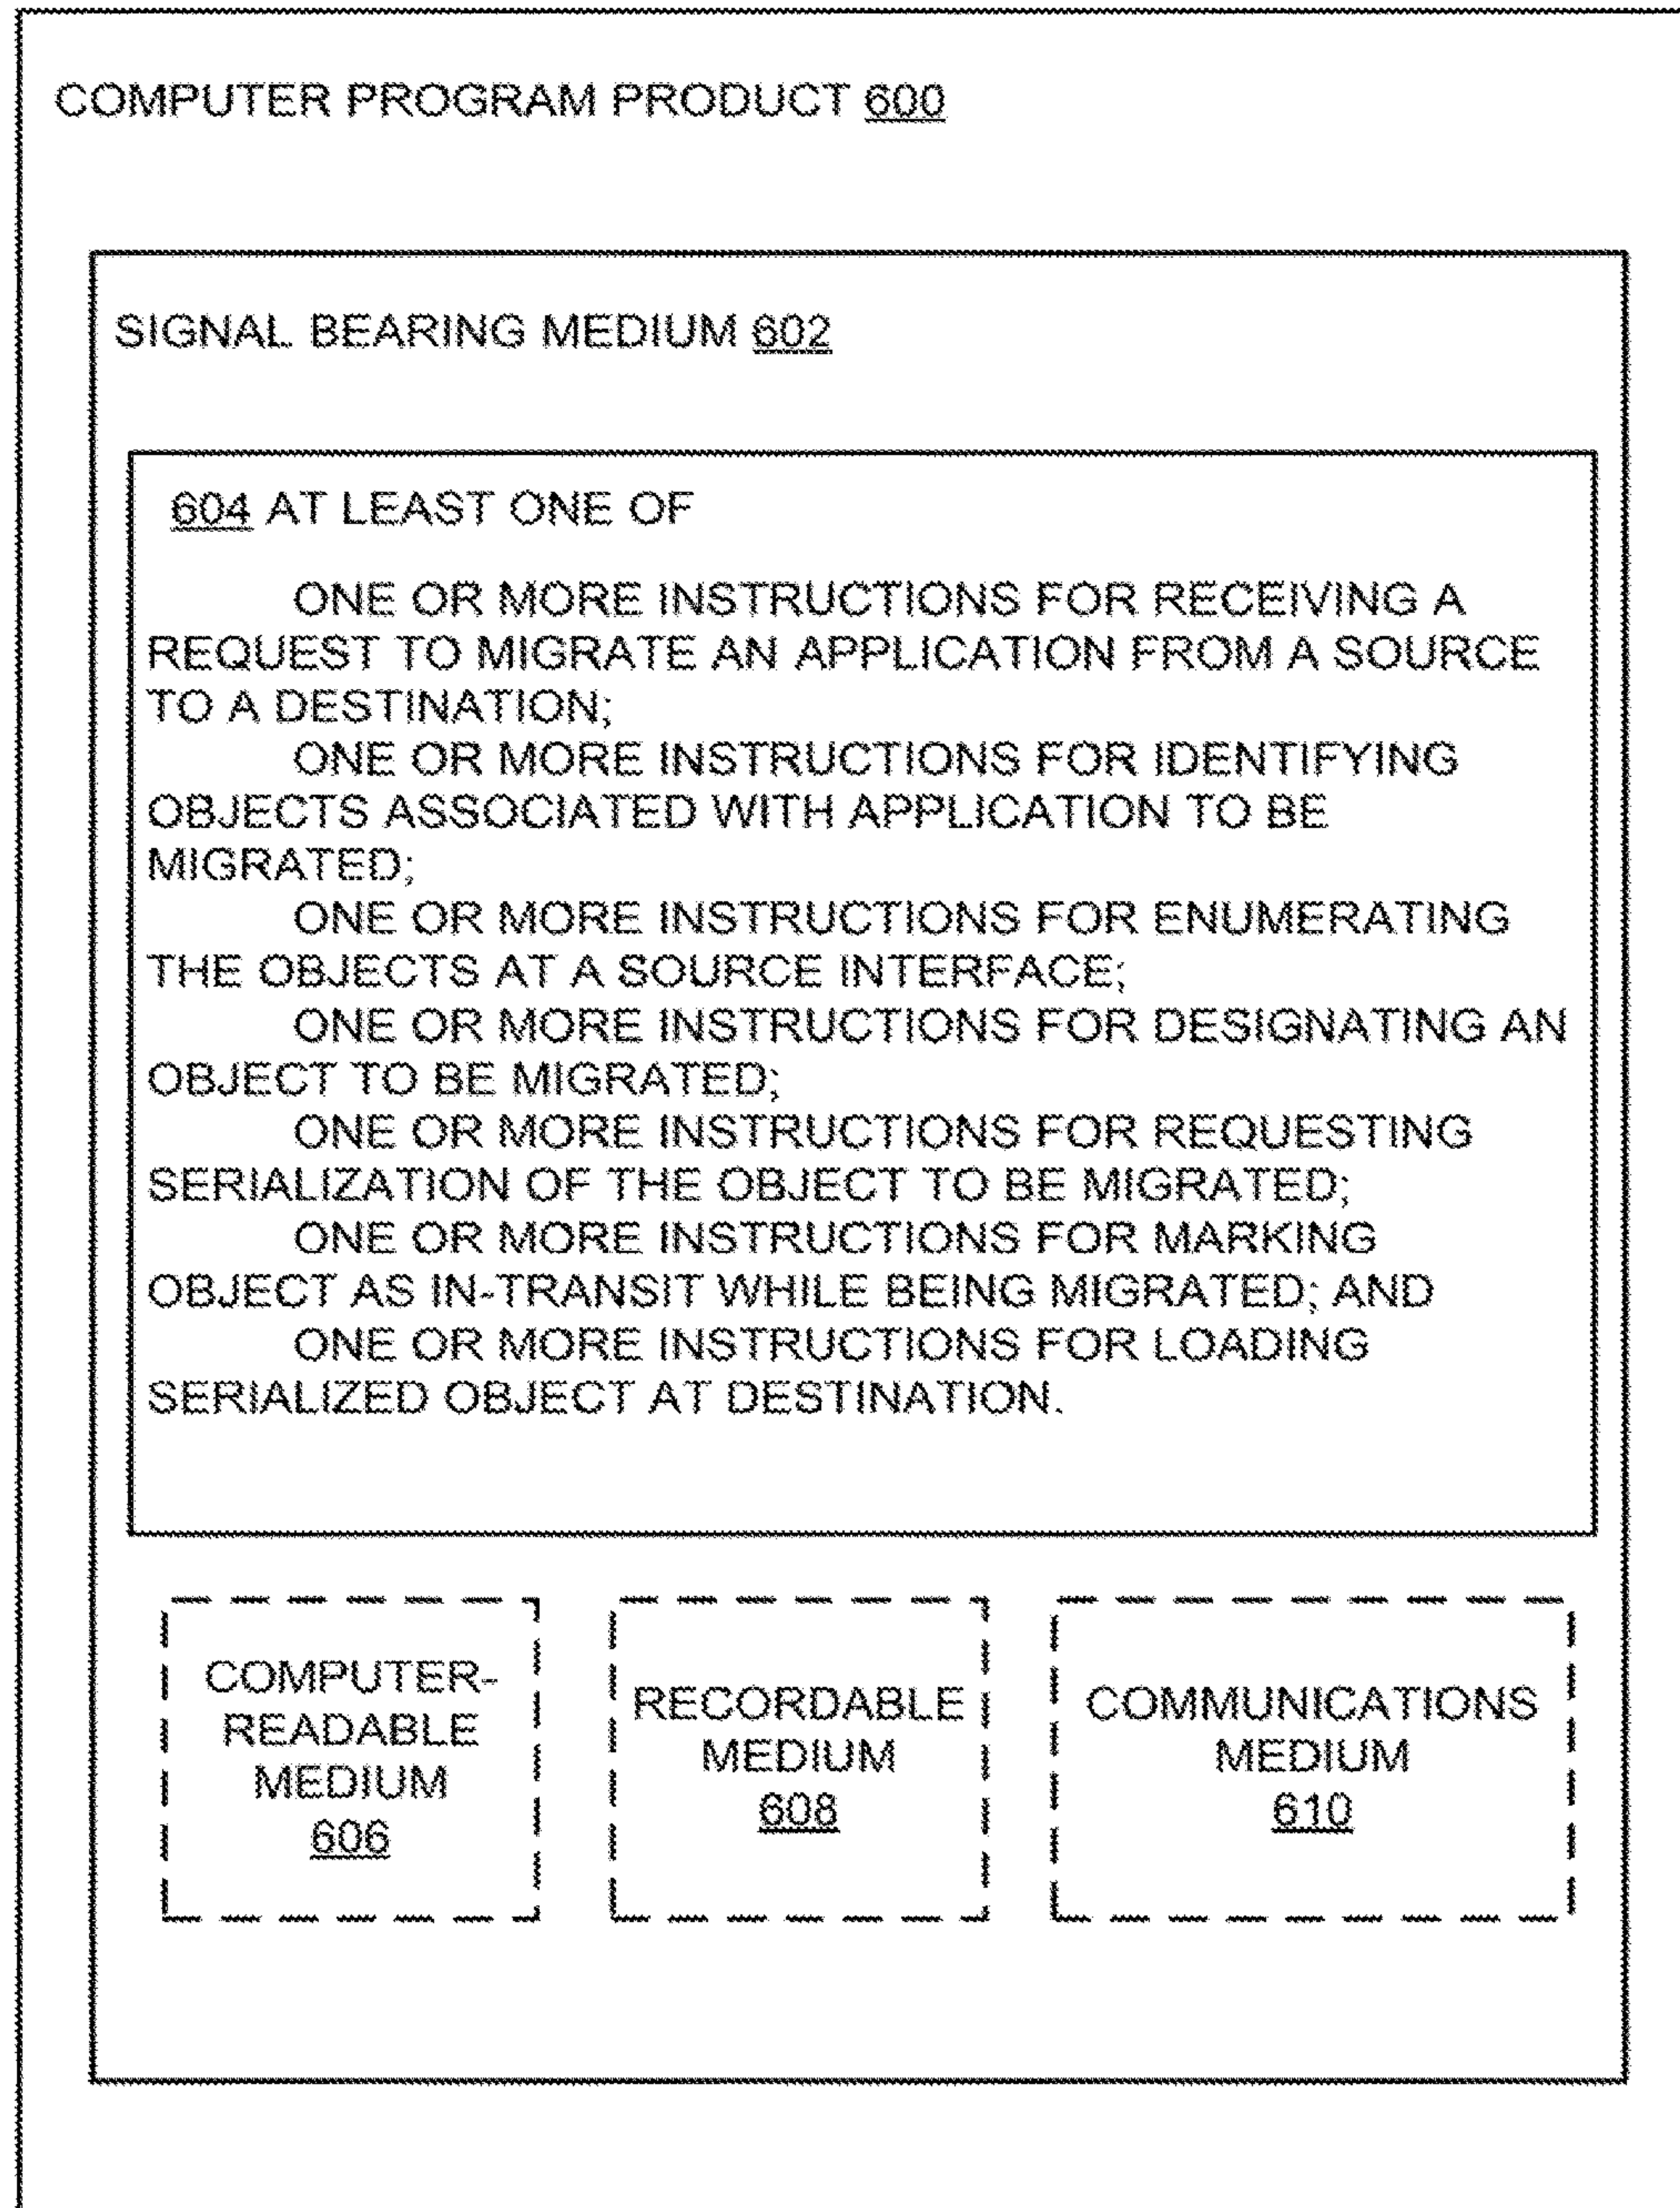 COMPUTER PROGRAM PRODUCT 600
SIGNAL BEARING MEDIUM 602
604 AT LEAST ONE OF
ONE OR MORE INSTRUCTIONS FOR RECEIVING A
REQUEST TO MIGRATE AN APPLICATION FROM A SOURCE
TO A DESTINATION;
ONE OR MORE INSTRUCTIONS FOR IDENTIFYING
OBJECTS ASSOCIATED WITH APPLICATION TO BE
MIGRATED;
ONE OR MORE INSTRUCTIONS FOR ENUMERATING
THE OBJECTS AT A SOURCE INTERFACE;
ONE OR MORE INSTRUCTIONS FOR DESIGNATING AN
OBJECT TO BE MIGRATED;
ONE OR MORE INSTRUCTIONS FOR REQUESTING
SERIALIZATION OF THE OBJECT TO BE MIGRATED;
ONE OR MORE INSTRUCTIONS FOR MARKING
OBJECT AS IN-TRANSIT WHILE BEING MIGRATED; AND
ONE OR MORE INSTRUCTIONS FOR LOADING
SERIALIZED OBJECT AT DESTINATION.
COMPUTER-
READABLE
MEDIUM
606
RECORDABLE
MEDIUM
608
COMMUNICATIONS
MEDIUM
610